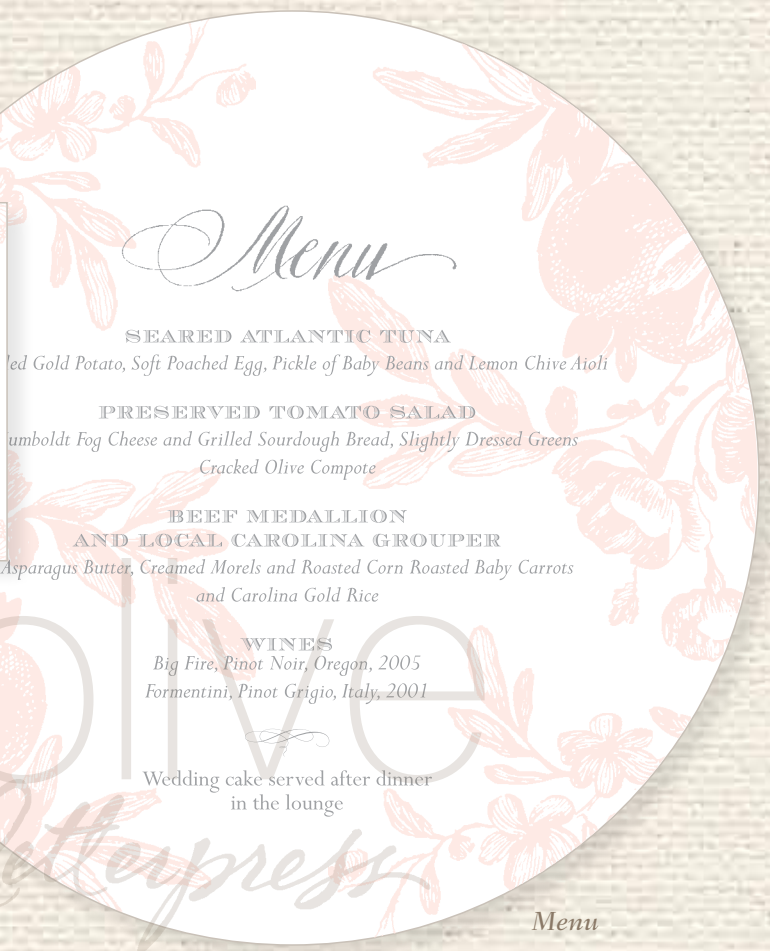 Menu
SEARED ATLANTIC TUNA
Gold Potato, Soft Poached Egg, Pickle of Baby Beans and Lemon Chive Aioli
PRESERVED TOMATO SALAD
umboldt Fog Cheese and Grilled Sourdough Bread, Slightly Dressed Greens
Cracked Olive Compote
BEEF MEDALLION
AND LOCAL CAROLINA GROUPER
Asparagus Butter, Creamed Morels and Roasted Corn Roasted Baby Carrots
and Carolina Gold Rice
WINES
Big Fire, Pinot Noir, Oregon, 2005
Formentini, Pinot Grigio, Italy, 2001
olive
Wedding cake served after dinner
in the lounge
etterpress
Menu